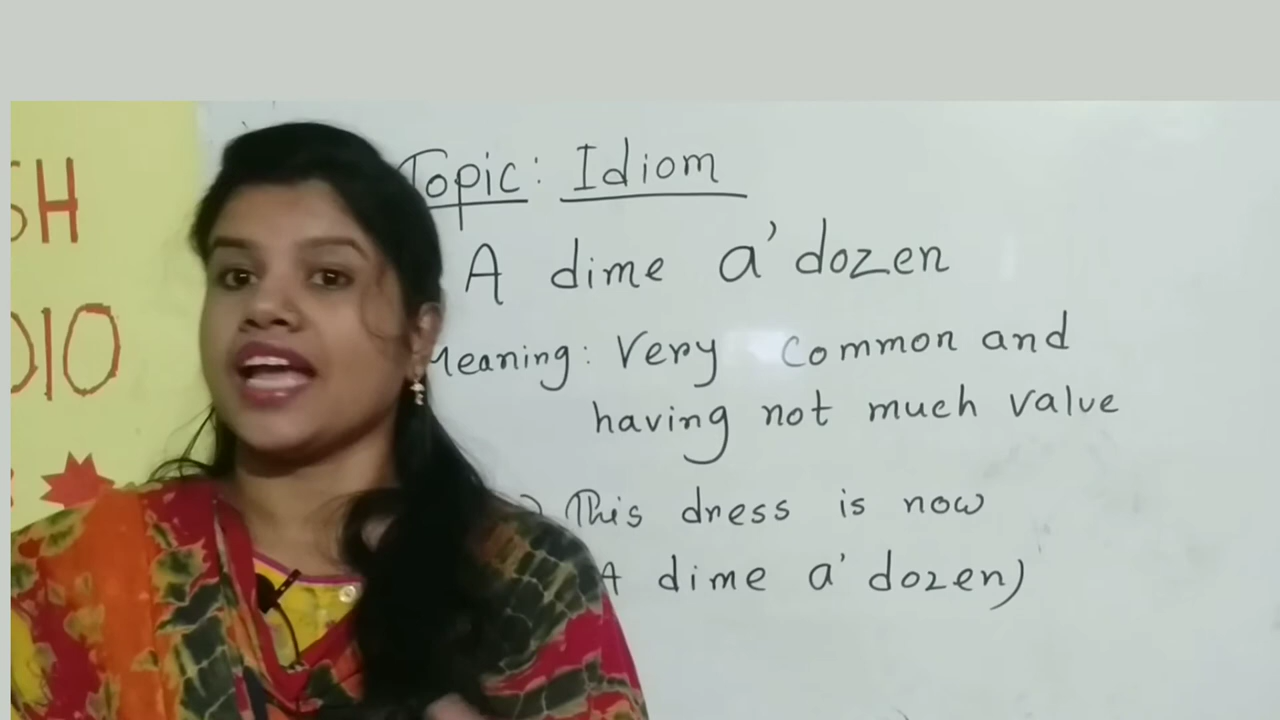 SH
DIO
Topic: Idiom
A dime a' dozen
Meaning: Very common and
having not much value
) This dress is now
A dime a' dozen)